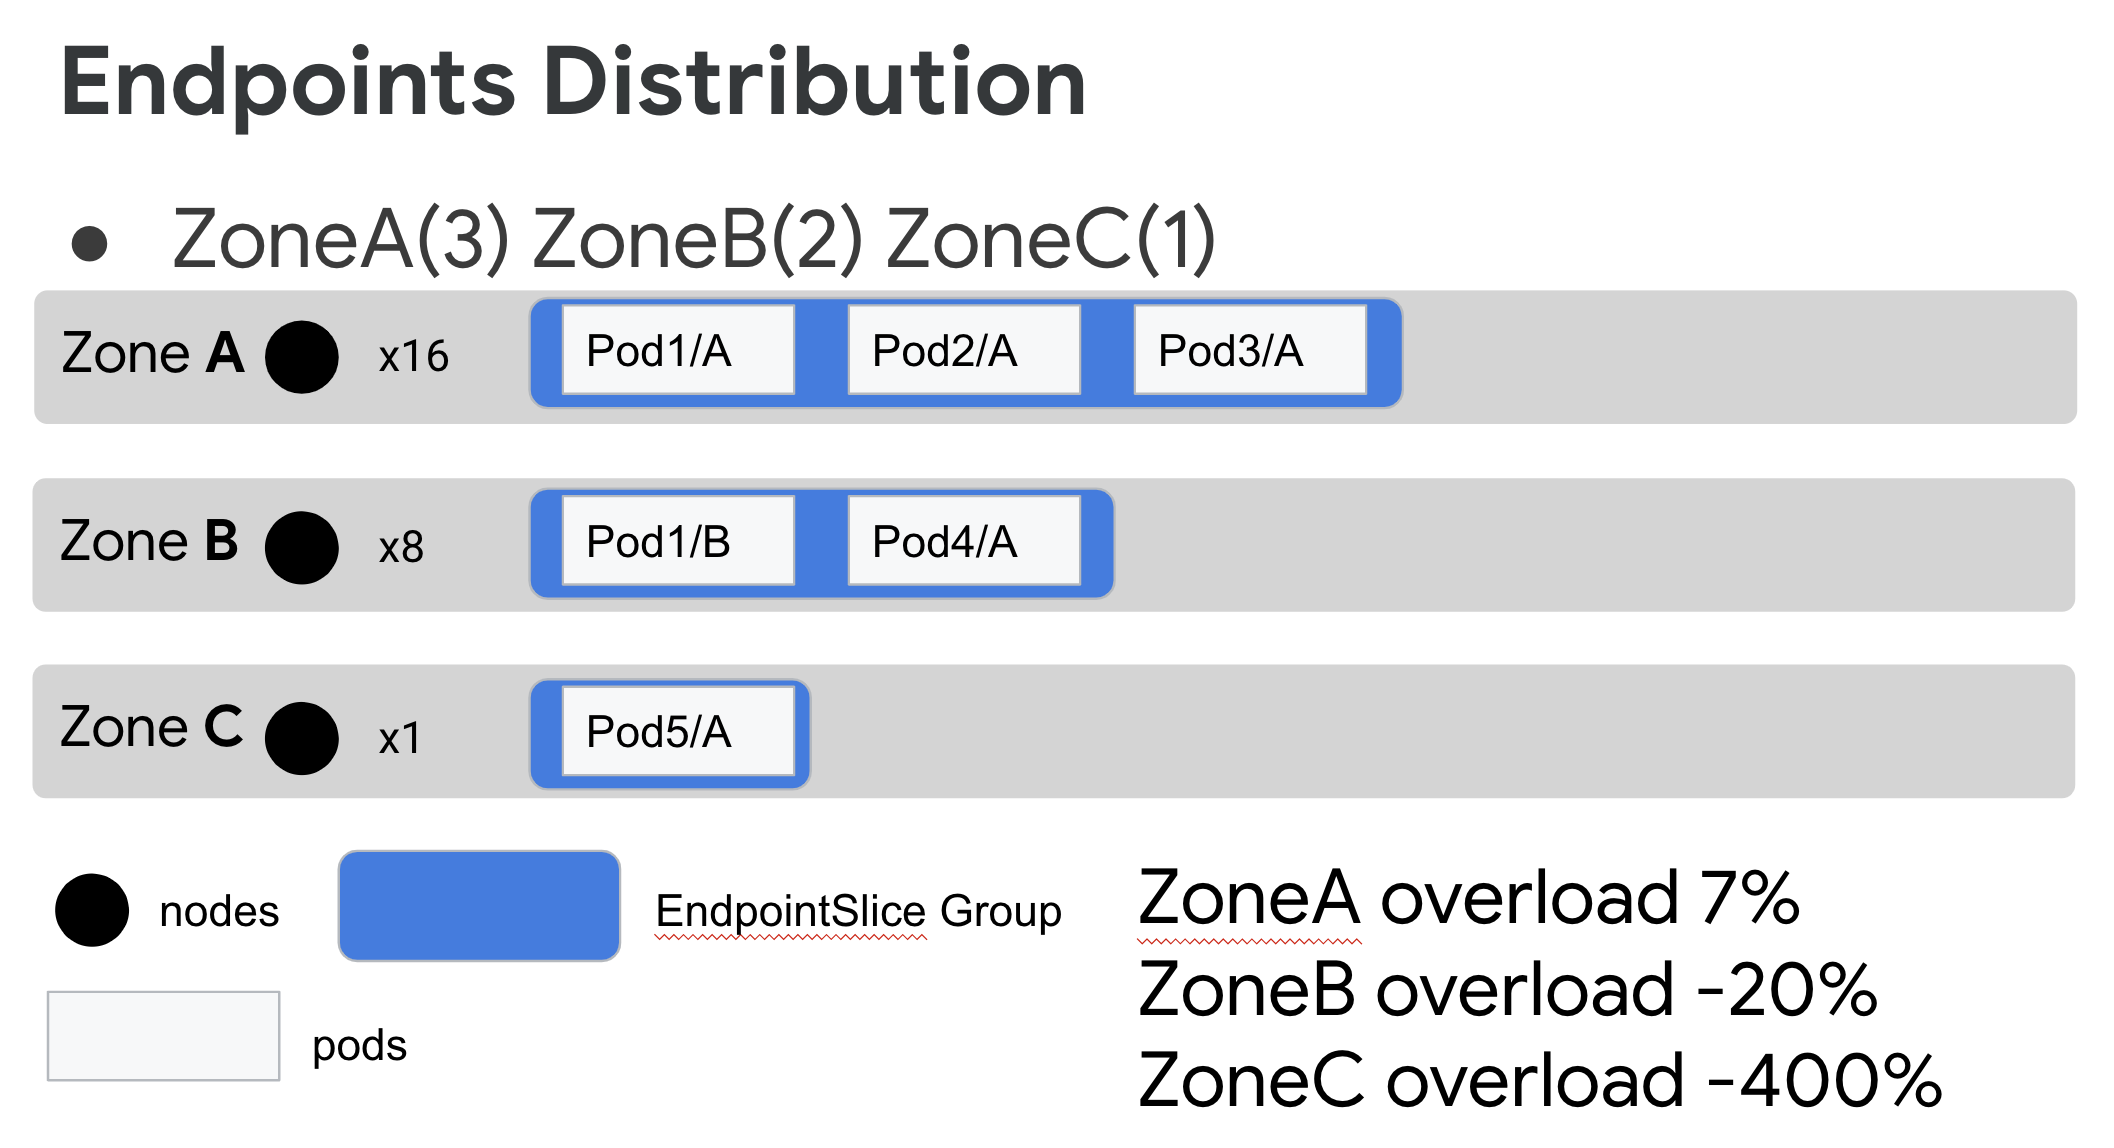 Endpoints Distribution
● ZoneA(3) ZoneB(2) ZoneC(1)
Zone A x16 Pod1/A Pod2/A Pod3/A
Zone B x8 Pod1/B Pod4/A
Zone C x1 Pod5/A
nodes EndpointSlice Group
pods
ZoneA overload 7%
ZoneB overload -20%
ZoneC overload -400%